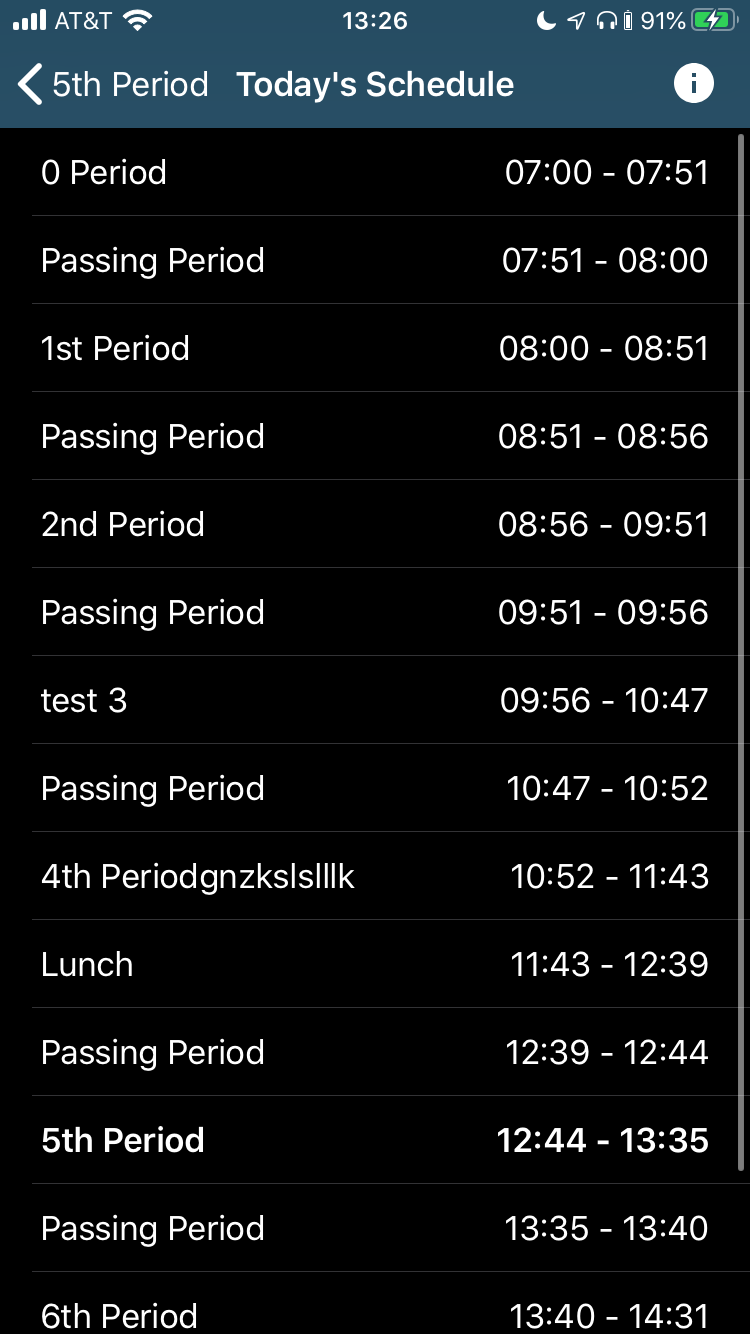 AT&T 13:26 91%
5th Period Today's Schedule
0 Period 07:00 - 07:51
Passing Period 07:51 - 08:00
1st Period 08:00 - 08:51
Passing Period 08:51 - 08:56
2nd Period 08:56 - 09:51
Passing Period 09:51 - 09:56
test 3 09:56 - 10:47
Passing Period 10:47 - 10:52
4th Periodgnzkslslllk 10:52 - 11:43
Lunch 11:43 - 12:39
Passing Period 12:39 - 12:44
5th Period 12:44 - 13:35
Passing Period 13:35 - 13:40
6th Period 13:40 - 14:31